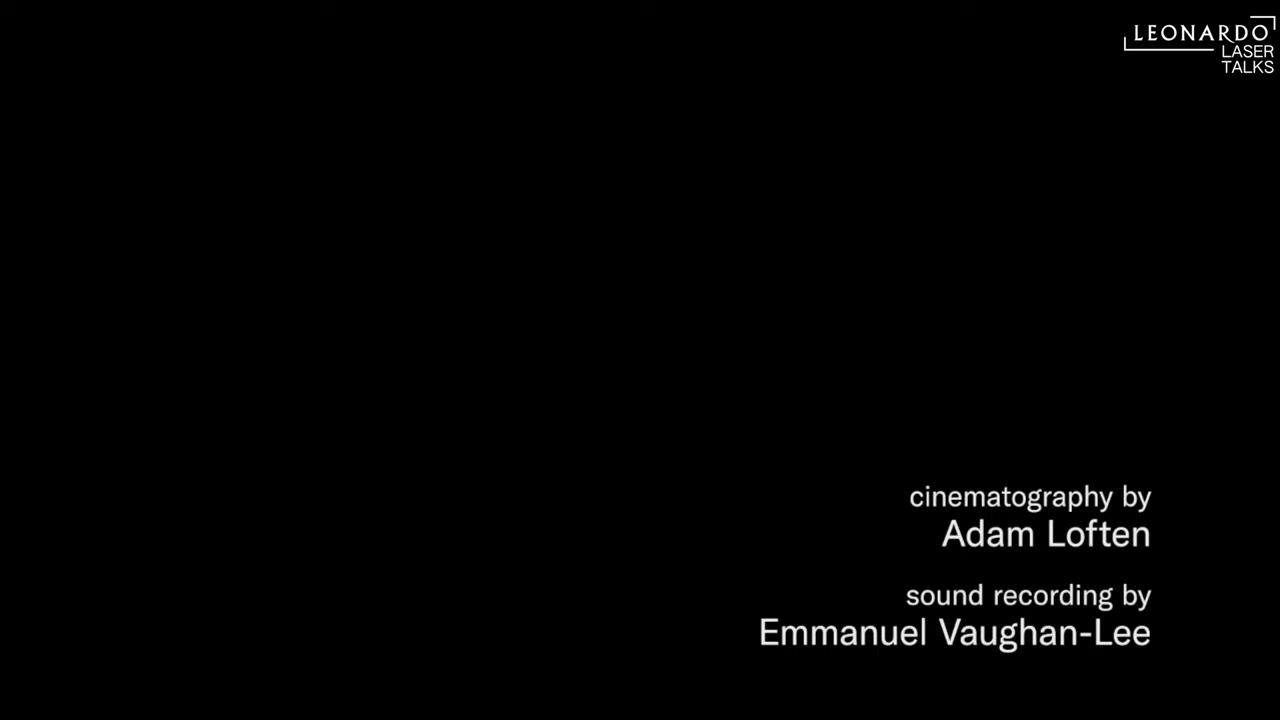 LEONARDO
LASER
TALKS
cinematography by
Adam Loften
sound recording by
Emmanuel Vaughan-Lee